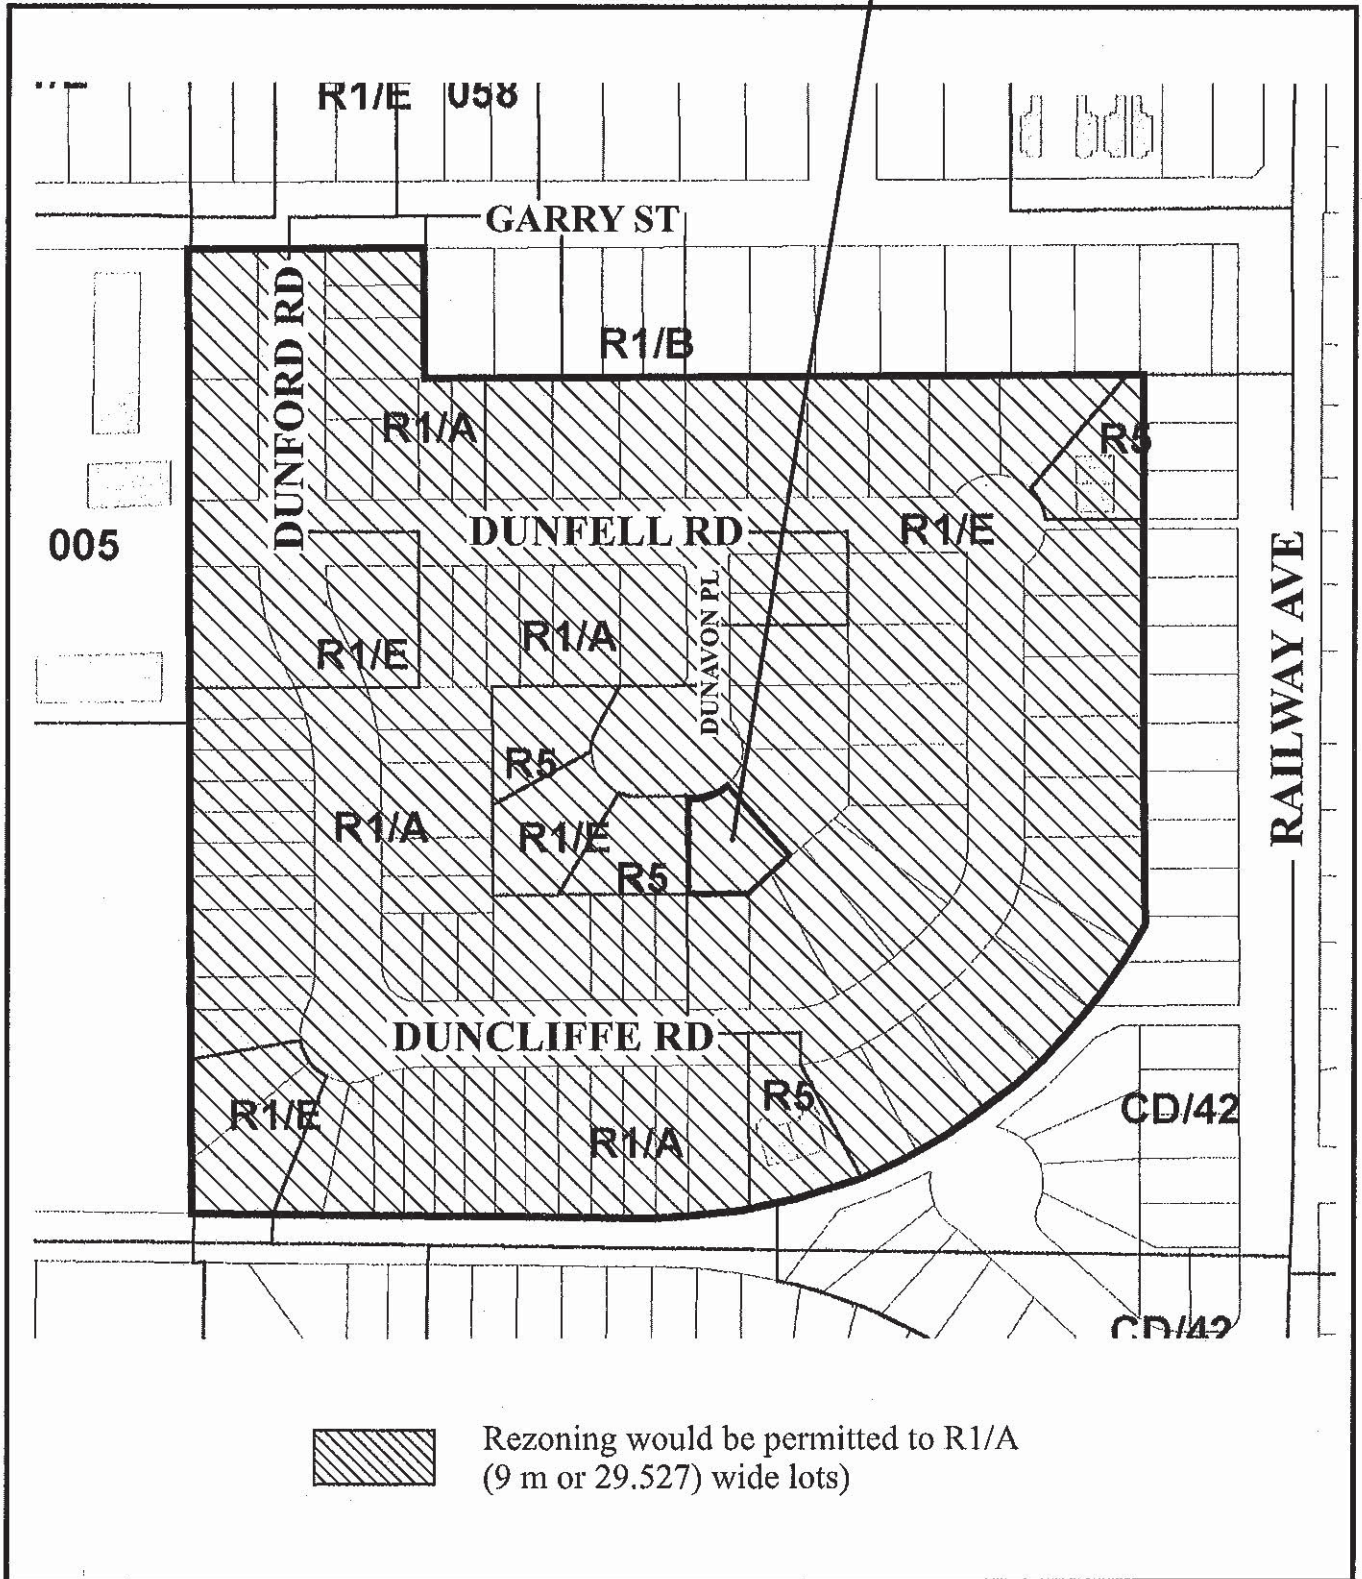 R1/E 058
GARRY ST
DUNFORD RD
R1/B
R1/A
R5
005
DUNFELL RD
R1/E
DUNAVON PL
R1/E
R1/A
RAILWAY AVE
R5
R1/A
R1/E
R5
DUNCLIFFE RD
R1/E
R1/A
R5
CD/42
CD/42
Rezoning would be permitted to R1/A
(9 m or 29.527) wide lots)